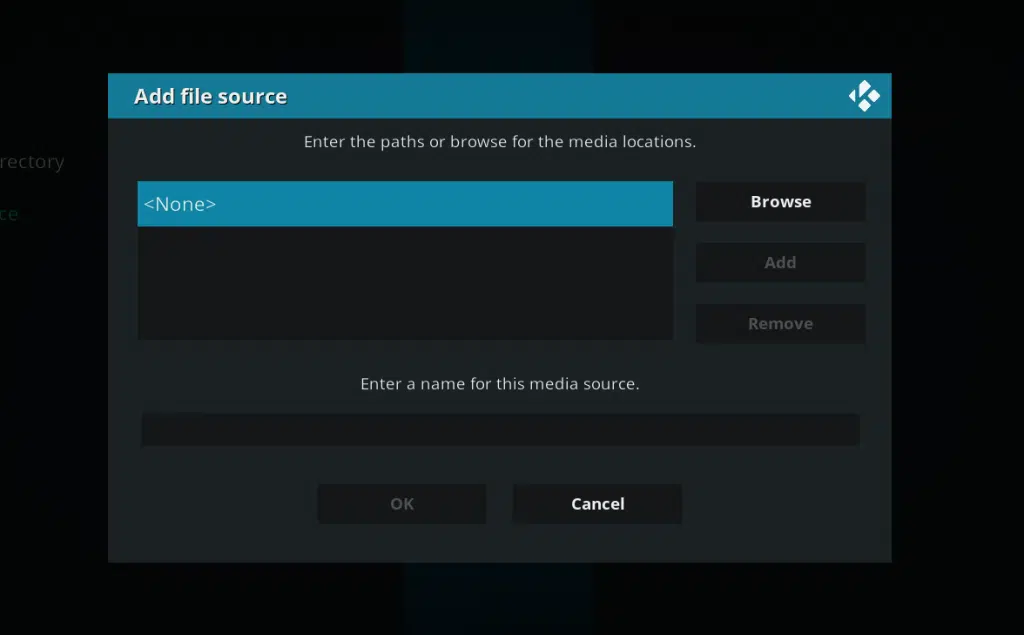 Add file source
Enter the paths or browse for the media locations.
rectory
<None>
Browse
ce
Add
Remove
Enter a name for this media source.
OK
Cancel